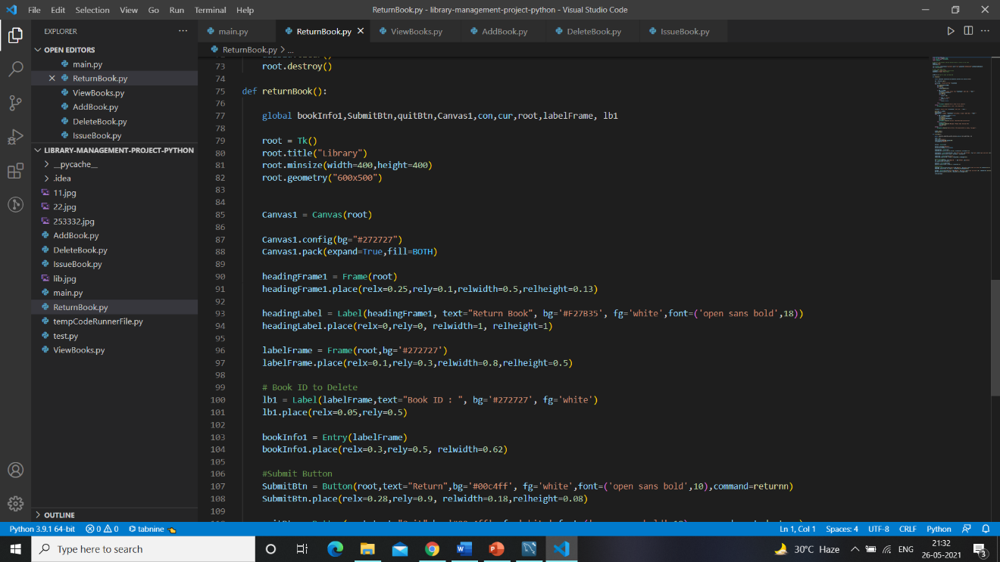 File Edit Selection View Go Run Terminal Help
ReturnBook.py - library-management-project-python - Visual Studio Code
EXPLORER
OPEN EDITORS
main.py
ReturnBook.py
ViewBooks.py
AddBook.py
DeleteBook.py
IssueBook.py
LIBRARY-MANAGEMENT-PROJECT-PYTHON
__pycache__
.idea
11.jpg
22.jpg
253332.jpg
AddBook.py
DeleteBook.py
IssueBook.py
lib.jpg
main.py
ReturnBook.py
tempCodeRunnerFile.py
test.py
ViewBooks.py
OUTLINE
main.py ReturnBook.py ViewBooks.py AddBook.py DeleteBook.py IssueBook.py
ReturnBook.py > ...
73 root.destroy()
74
75 def returnBook():
76
77 global bookInfo1,SubmitBtn,quitBtn,Canvas1,con,cur,root,labelFrame, lb1
78
79 root = Tk()
80 root.title("Library")
81 root.minsize(width=400,height=400)
82 root.geometry("600x500")
83
84
85 Canvas1 = Canvas(root)
86
87 Canvas1.config(bg="#272727")
88 Canvas1.pack(expand=True,fill=BOTH)
89
90 headingFrame1 = Frame(root)
91 headingFrame1.place(relx=0.25,rely=0.1,relwidth=0.5,relheight=0.13)
92
93 headingLabel = Label(headingFrame1, text="Return Book", bg='#F27B35', fg='white',font=('open sans bold',18))
94 headingLabel.place(relx=0,rely=0, relwidth=1, relheight=1)
95
96 labelFrame = Frame(root,bg='#272727')
97 labelFrame.place(relx=0.1,rely=0.3,relwidth=0.8,relheight=0.5)
98
99 # Book ID to Delete
100 lb1 = Label(labelFrame,text="Book ID : ", bg='#272727', fg='white')
101 lb1.place(relx=0.05,rely=0.5)
102
103 bookInfo1 = Entry(labelFrame)
104 bookInfo1.place(relx=0.3,rely=0.5, relwidth=0.62)
105
106 #Submit Button
107 SubmitBtn = Button(root,text="Return",bg='#00c4ff', fg='white',font=('open sans bold',10),command=returnn)
108 SubmitBtn.place(relx=0.28,rely=0.9, relwidth=0.18,relheight=0.08)
109
Python 3.9.1 64-bit 0 0 tabnine Ln 1, Col 1 Spaces: 4 UTF-8 CRLF Python
Type here to search
30°C Haze ENG 21:32
26-05-2021 3